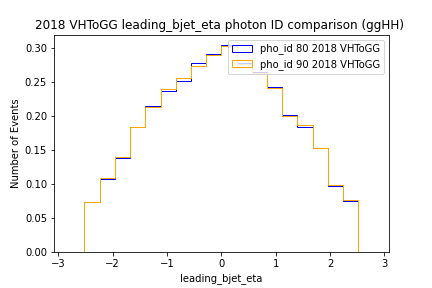 2018 VHToGG leading_bjet_eta photon ID comparison (ggHH)
pho_id 80 2018 VHToGG
pho_id 90 2018 VHToGG
Number of Events
0.30
0.25
0.20
0.15
0.10
0.05
0.00
−3 −2 −1 0 1 2 3
leading_bjet_eta